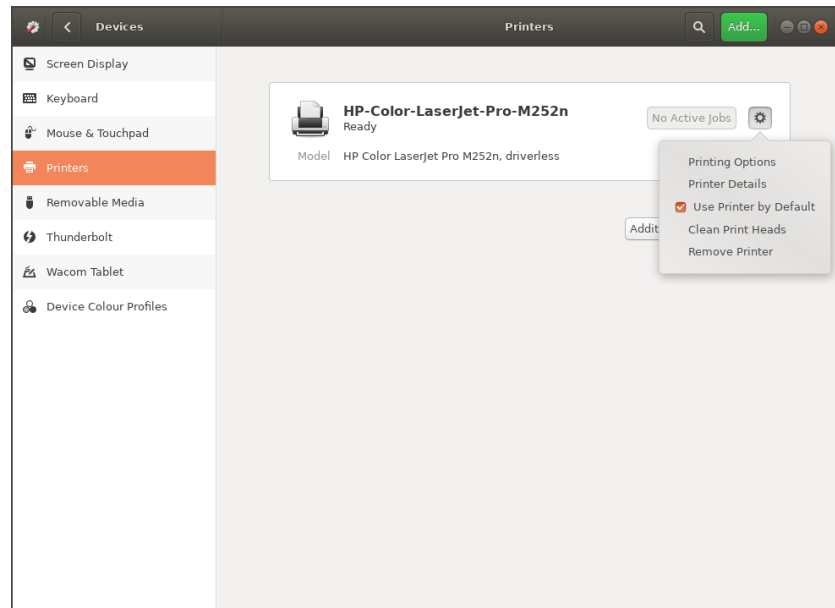 Devices
Printers
Add...
Screen Display
Keyboard
Mouse & Touchpad
Printers
Removable Media
Thunderbolt
Wacom Tablet
Device Colour Profiles
HP-Color-LaserJet-Pro-M252n
Ready
No Active Jobs
Model HP Color LaserJet Pro M252n, driverless
Printing Options
Printer Details
Use Printer by Default
Clean Print Heads
Remove Printer
Addit